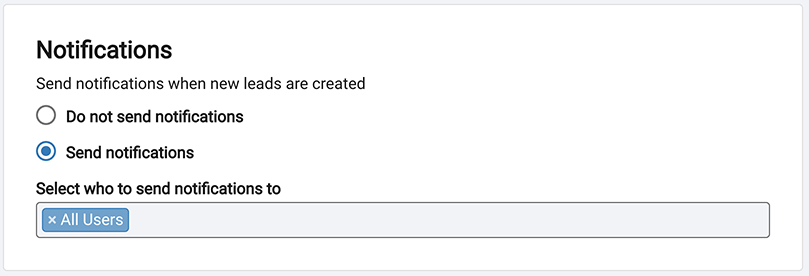 Notifications
Send notifications when new leads are created
Do not send notifications
Send notifications
Select who to send notifications to
× All Users